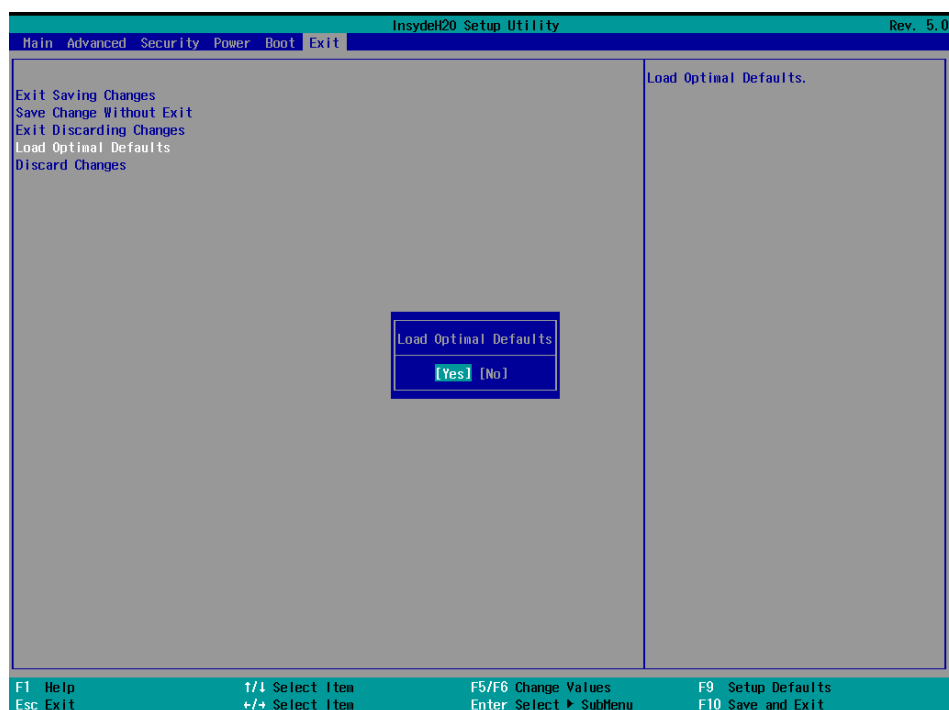 InsydeH2O Setup Utility Rev. 5.0
Main Advanced Security Power Boot Exit
Exit Saving Changes
Save Change Without Exit
Exit Discarding Changes
Load Optimal Defaults
Discard Changes
Load Optimal Defaults.
Load Optimal Defaults
[Yes] [No]
F1 Help ↑/↓ Select Item F5/F6 Change Values F9 Setup Defaults
Esc Exit ←/→ Select Item Enter Select ▶ SubMenu F10 Save and Exit